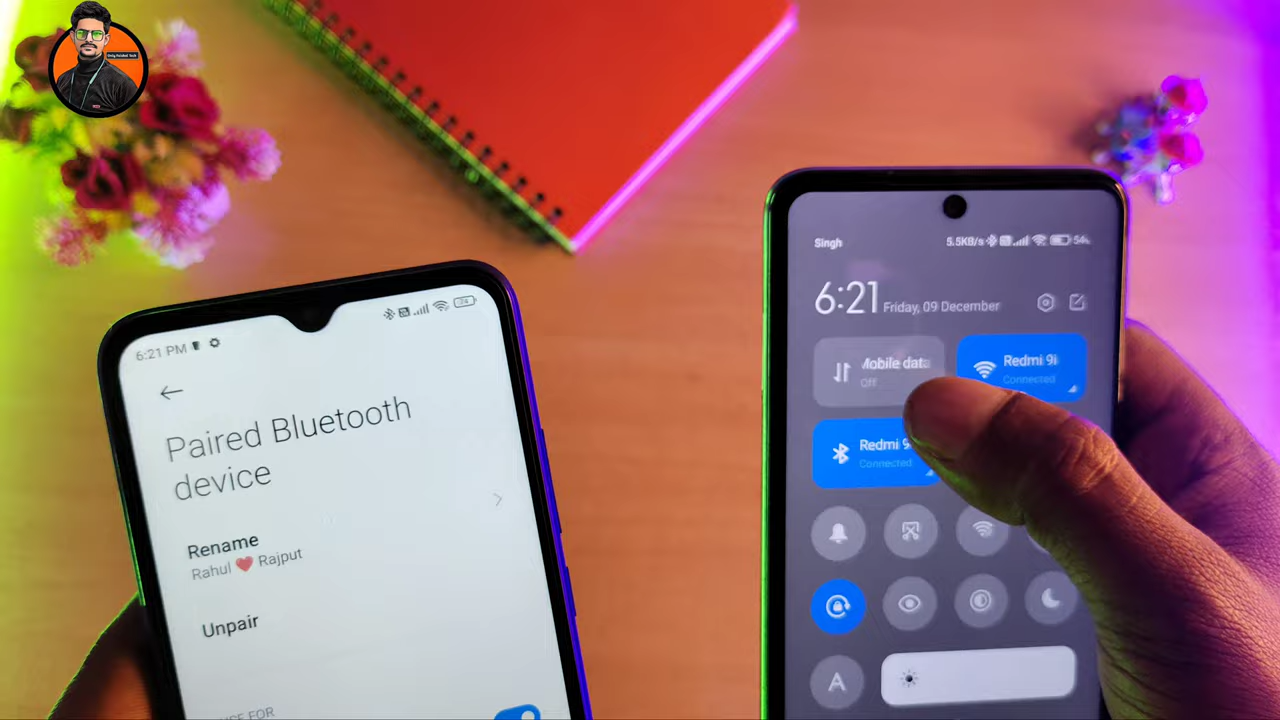 6:21 PM
Paired Bluetooth
device
Rename
Rahul ❤️ Rajput
Unpair
Singh
5.5KB/s
54%
6:21 Friday, 09 December
Mobile data
Off
Redmi 9i
Connected
Redmi 9
Connected
A